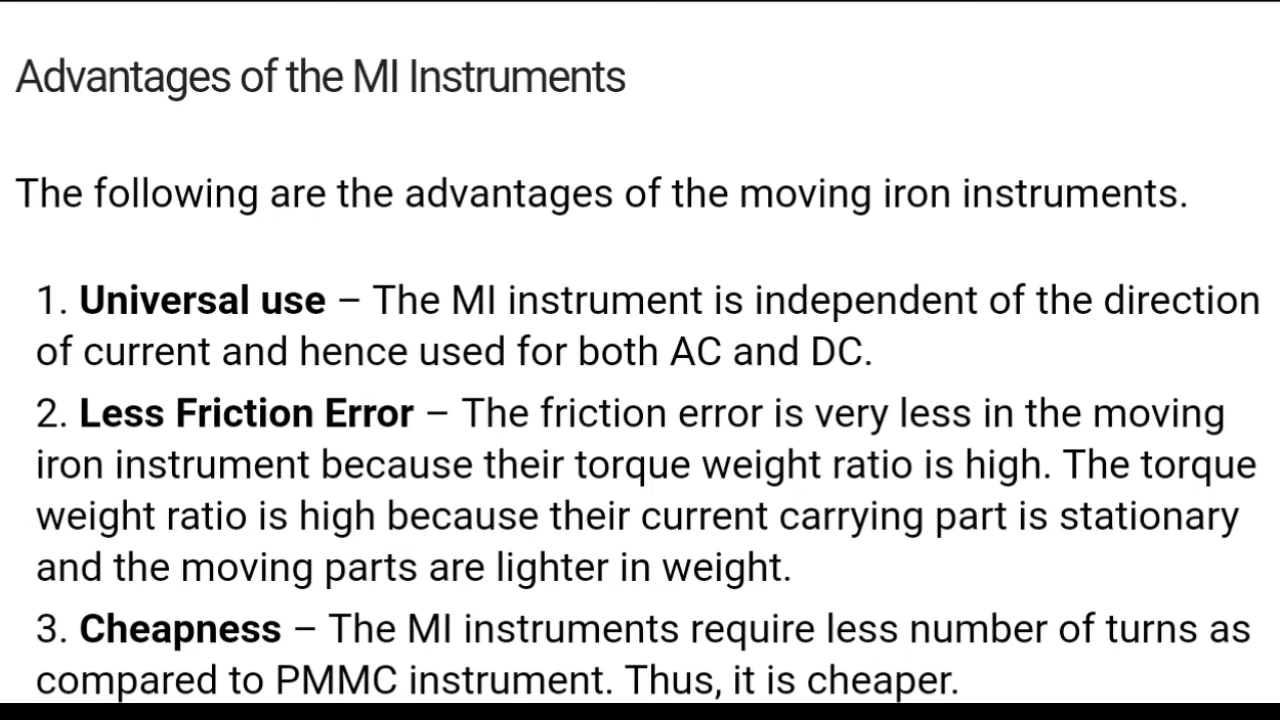 Advantages of the MI Instruments
The following are the advantages of the moving iron instruments.
1. Universal use – The MI instrument is independent of the direction
of current and hence used for both AC and DC.
2. Less Friction Error – The friction error is very less in the moving
iron instrument because their torque weight ratio is high. The torque
weight ratio is high because their current carrying part is stationary
and the moving parts are lighter in weight.
3. Cheapness – The MI instruments require less number of turns as
compared to PMMC instrument. Thus, it is cheaper.